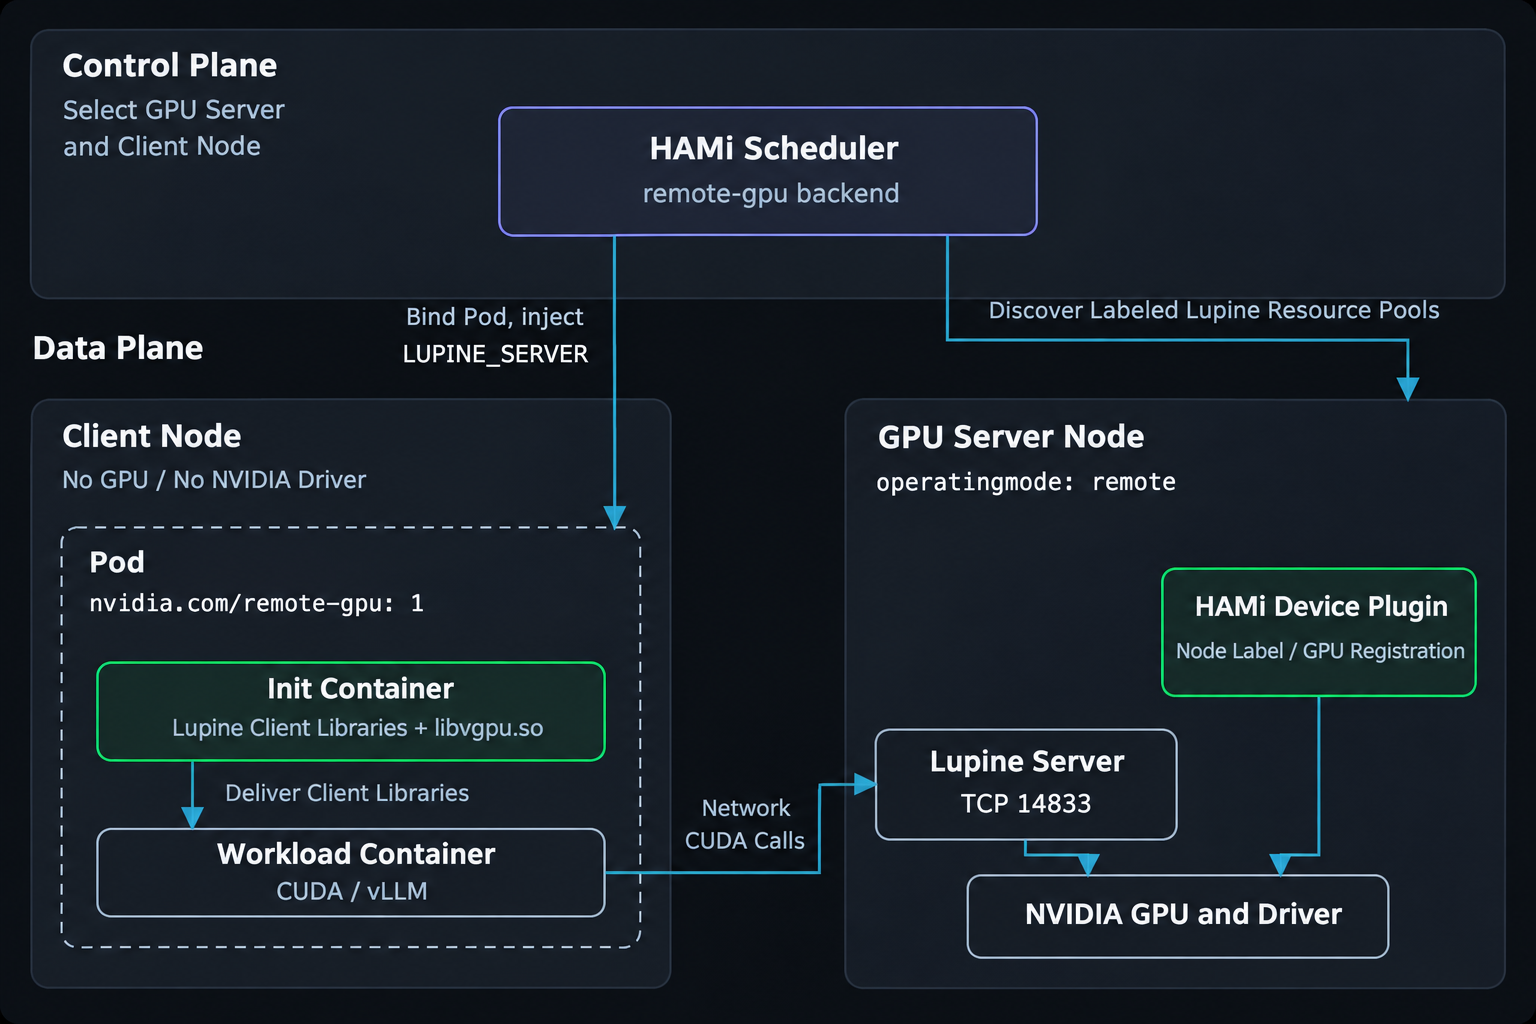 Control Plane
Select GPU Server
and Client Node
HAMi Scheduler
remote-gpu backend
Bind Pod, inject
LUPINE_SERVER
Discover Labeled Lupine Resource Pools
Data Plane
Client Node
No GPU / No NVIDIA Driver
Pod
nvidia.com/remote-gpu: 1
Init Container
Lupine Client Libraries + libvgpu.so
Deliver Client Libraries
Workload Container
CUDA / vLLM
Network
CUDA Calls
GPU Server Node
operatingmode: remote
HAMi Device Plugin
Node Label / GPU Registration
Lupine Server
TCP 14833
NVIDIA GPU and Driver